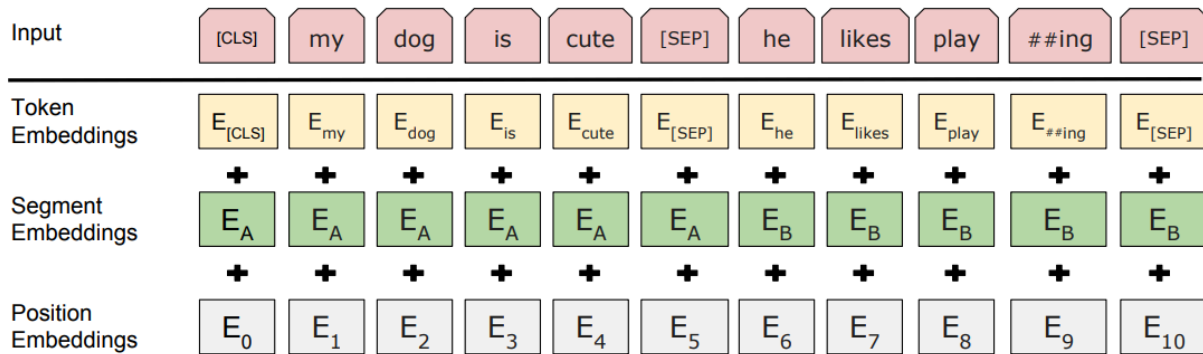 Input [CLS] my dog is cute [SEP] he likes play ##ing [SEP]
Token
Embeddings E[CLS] Emy Edog Eis Ecute E[SEP] Ehe Elikes Eplay E##ing E[SEP]
+ + + + + + + + + + +
Segment
Embeddings EA EA EA EA EA EA EB EB EB EB EB
+ + + + + + + + + + +
Position
Embeddings E0 E1 E2 E3 E4 E5 E6 E7 E8 E9 E10